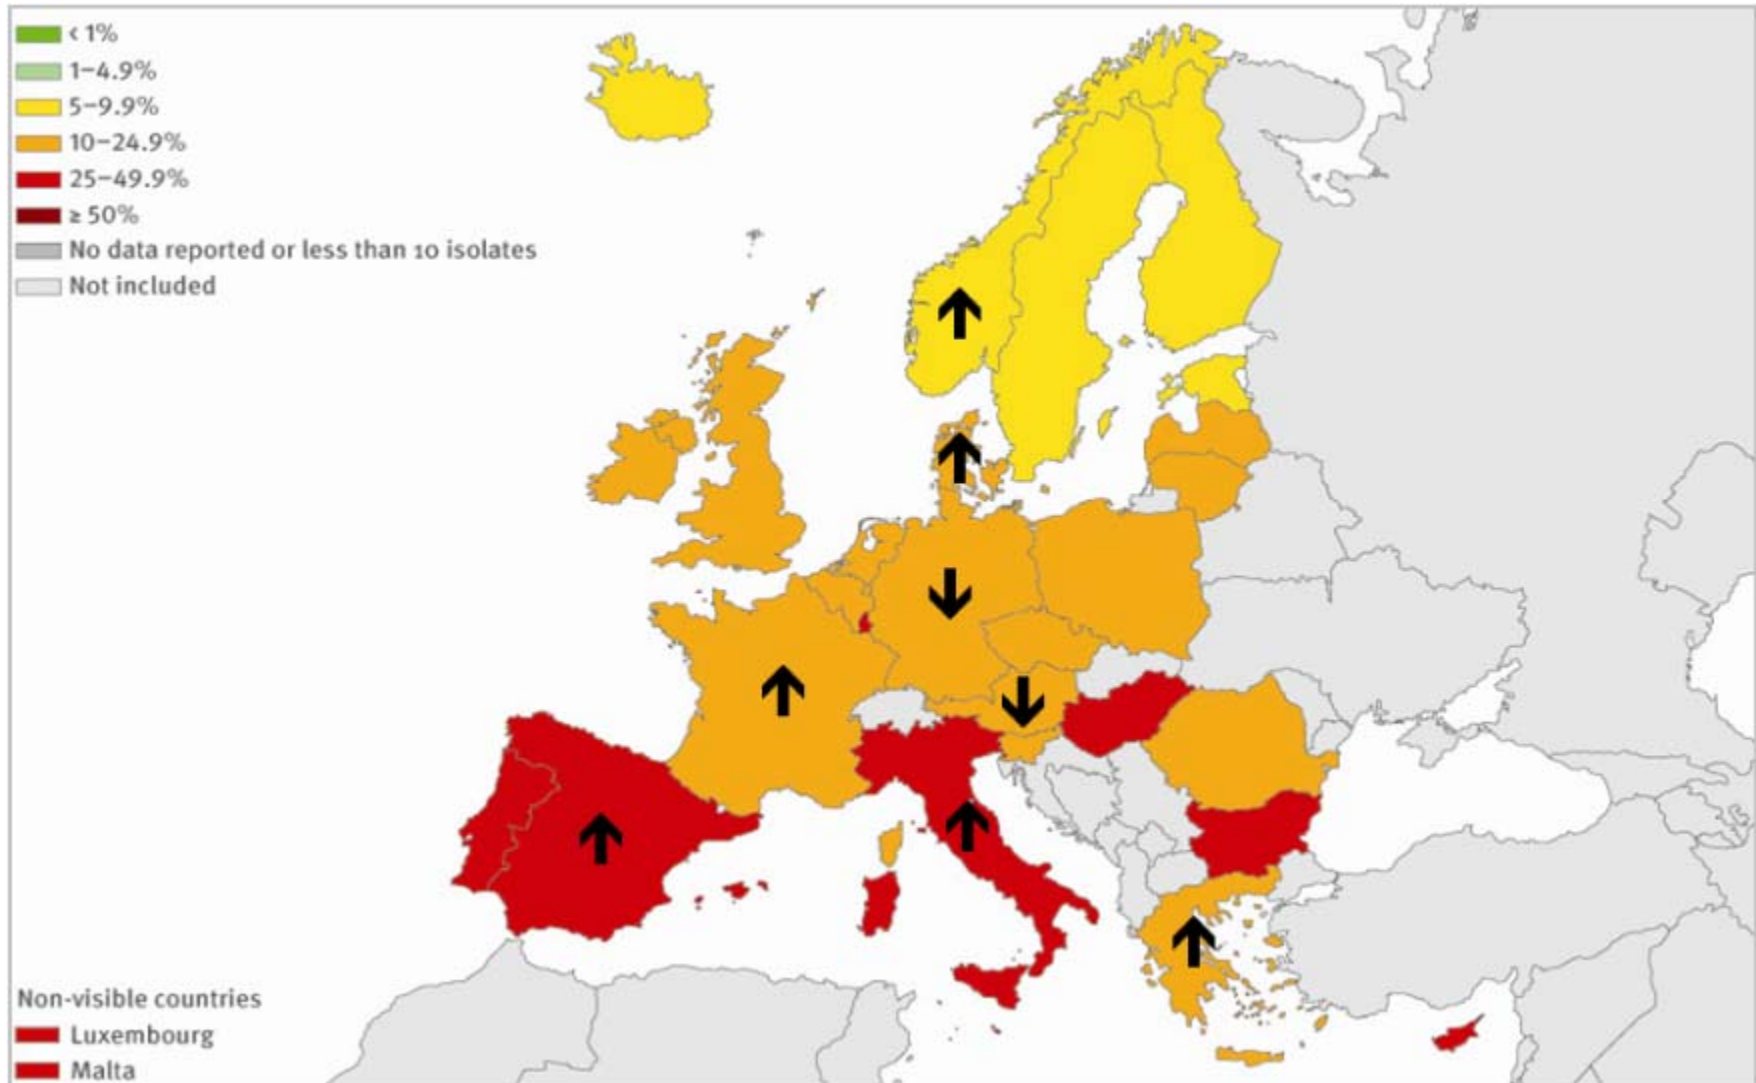 < 1%
1–4.9%
5–9.9%
10–24.9%
25–49.9%
≥ 50%
No data reported or less than 10 isolates
Not included
Non-visible countries
Luxembourg
Malta